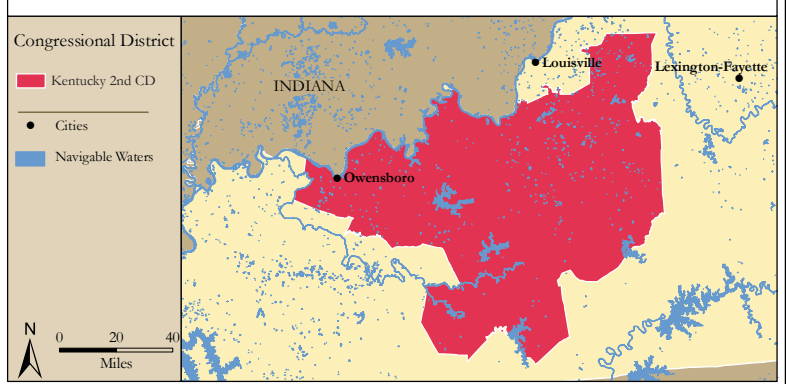 Congressional District
Kentucky 2nd CD
Cities
Navigable Waters
N
0 20 40
Miles
INDIANA
Louisville
Lexington-Fayette
Owensboro